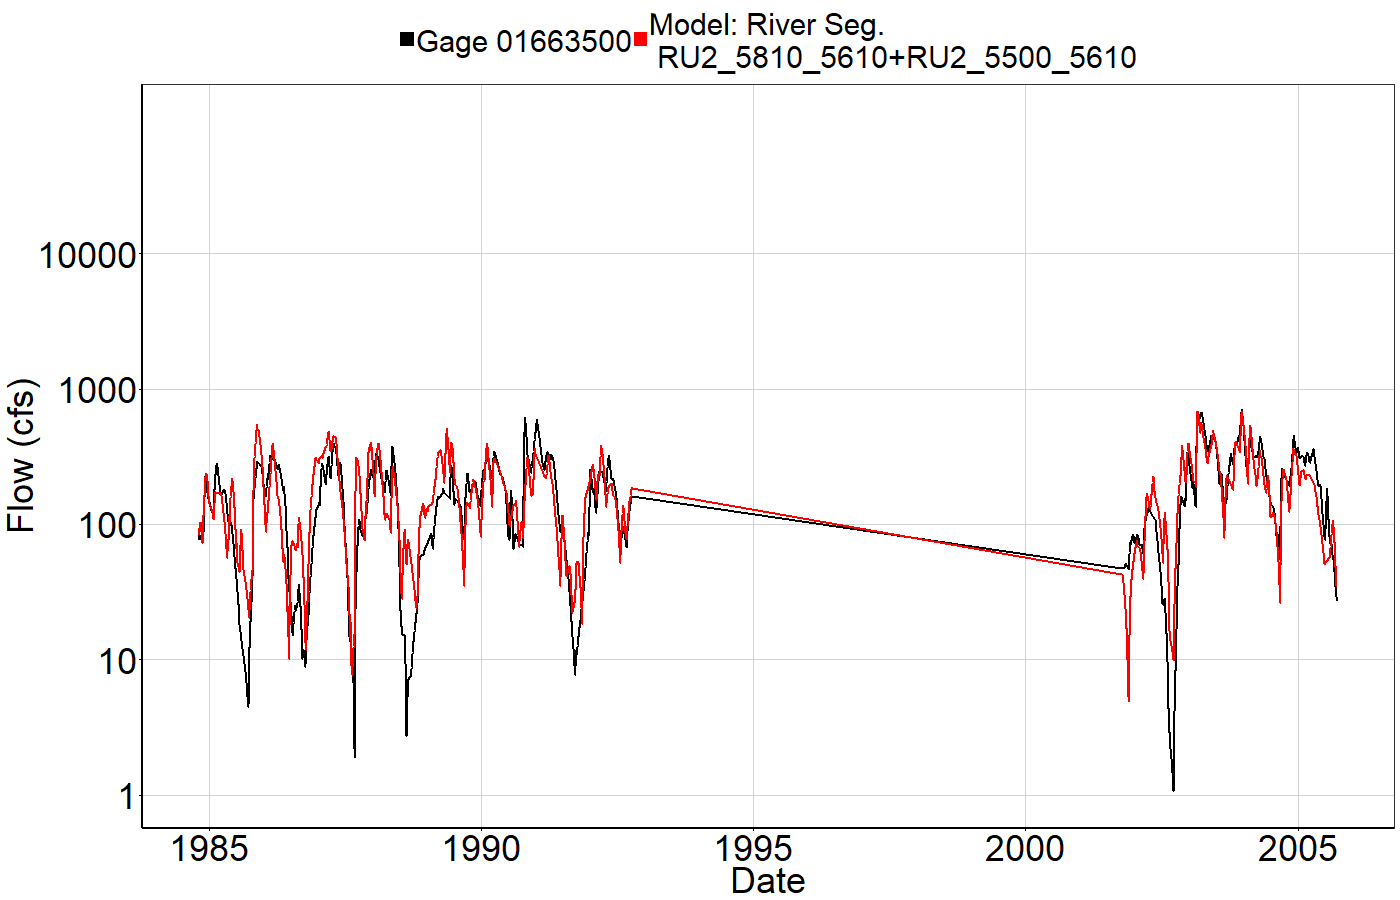 Gage 01663500
Model: River Seg.
RU2_5810_5610+RU2_5500_5610
Flow (cfs)
10000
1000
100
10
1
1985 1990 1995 2000 2005
Date